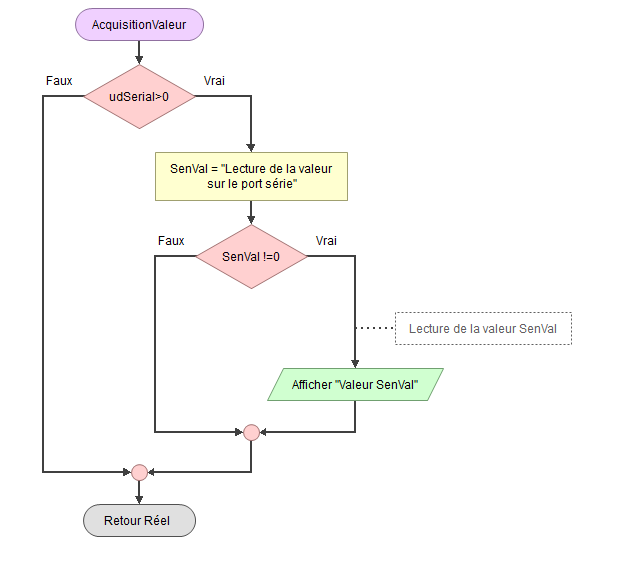 AcquisitionValeur
Faux
Vrai
udSerial>0
SenVal = "Lecture de la valeur
sur le port série"
Faux
Vrai
SenVal !=0
Lecture de la valeur SenVal
Afficher "Valeur SenVal"
Retour Réel